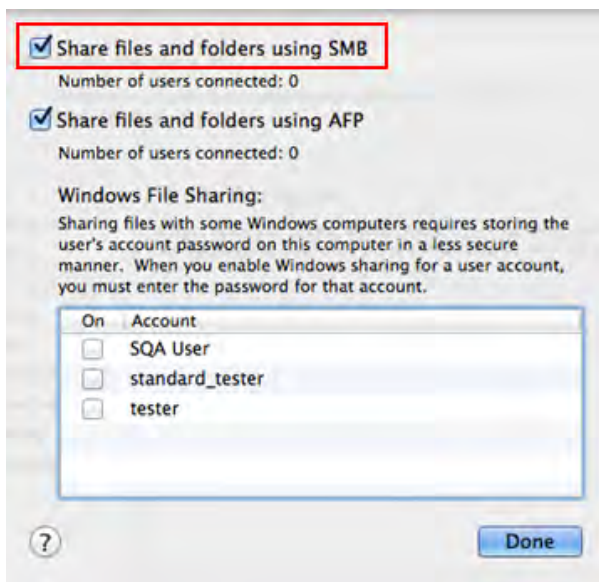 Share files and folders using SMB
Number of users connected: 0
Share files and folders using AFP
Number of users connected: 0
Windows File Sharing:
Sharing files with some Windows computers requires storing the
user's account password on this computer in a less secure
manner. When you enable Windows sharing for a user account,
you must enter the password for that account.
On Account
SQA User
standard_tester
tester
? Done